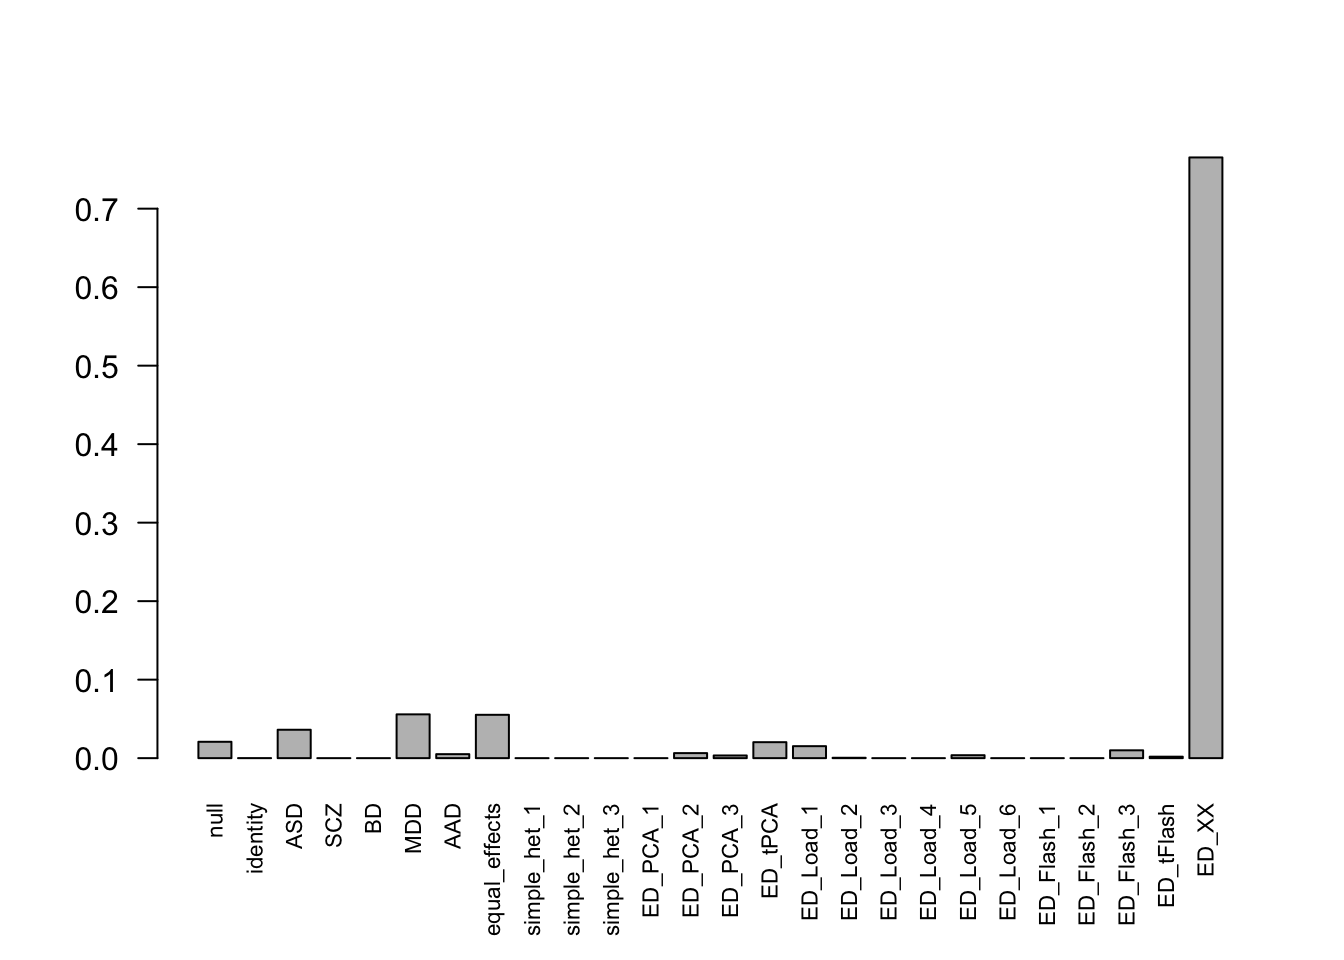 0.7
0.6
0.5
0.4
0.3
0.2
0.1
0.0
null
identity
ASD
SCZ
BD
MDD
AAD
equal_effects
simple_het_1
simple_het_2
simple_het_3
ED_PCA_1
ED_PCA_2
ED_PCA_3
ED_tPCA
ED_Load_1
ED_Load_2
ED_Load_3
ED_Load_4
ED_Load_5
ED_Load_6
ED_Flash_1
ED_Flash_2
ED_Flash_3
ED_tFlash
ED_XX